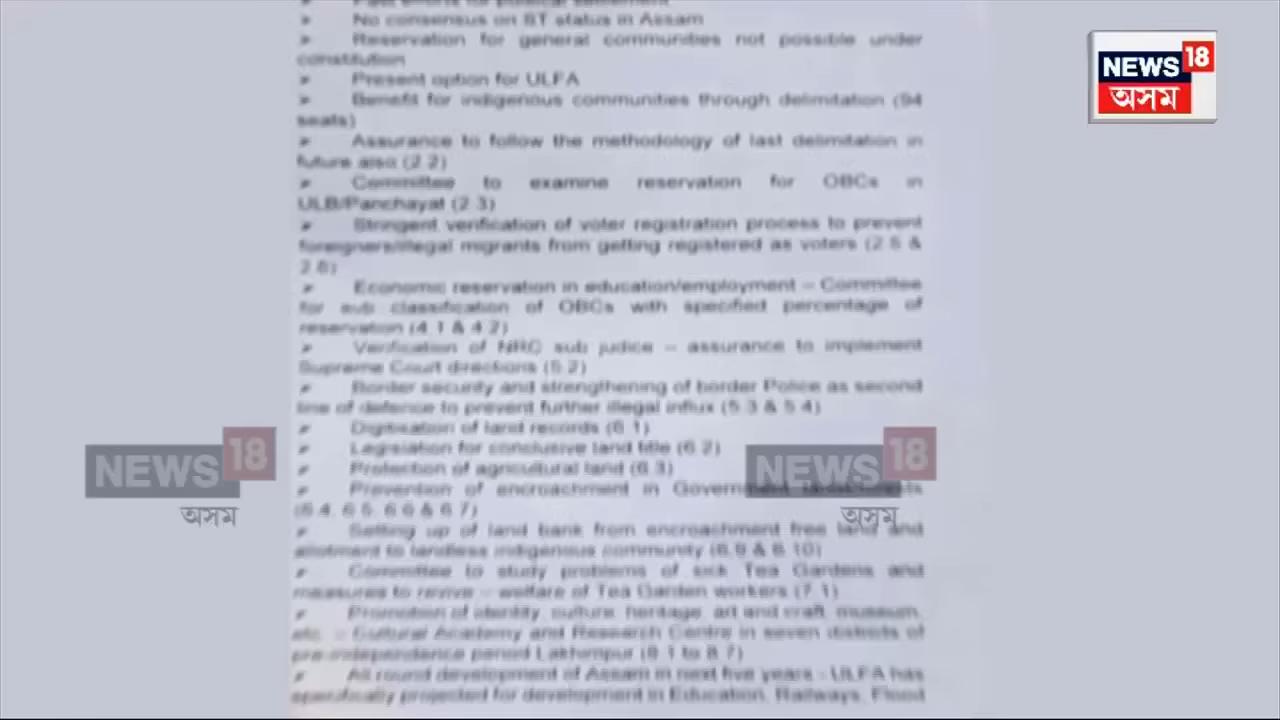 Past efforts for political settlement
➢ No consensus on ST status in Assam
➢ Reservation for general communities not possible under
constitution
➢ Present option for ULFA
➢ Benefit for indigenous communities through delimitation (94
seats)
➢ Assurance to follow the methodology of last delimitation in
future also (2.2)
➢ Committee to examine reservation for OBCs in
ULB/Panchayat (2.3)
➢ Stringent verification of voter registration process to prevent
foreigners/illegal migrants from getting registered as voters (2.5 &
2.6)
➢ Economic reservation in education/employment – Committee
for sub classification of OBCs with specified percentage of
reservation (4.1 & 4.2)
➢ Verification of NRC sub judice – assurance to implement
Supreme Court directions (5.2)
➢ Border security and strengthening of border Police as second
line of defence to prevent further illegal influx (5.3 & 5.4)
➢ Digitisation of land records (6.1)
➢ Legislation for conclusive land title (6.2)
➢ Protection of agricultural land (6.3)
➢ Prevention of encroachment in Government
(6.4, 6.5, 6.6 & 6.7)
➢ Setting up of land bank from encroachment free land and
allotment to landless indigenous community (6.9 & 6.10)
➢ Committee to study problems of sick Tea Gardens and
measures to revive – welfare of Tea Garden workers (7.1)
➢ Promotion of identity, culture, heritage, art and craft, museum,
etc. – Cultural Academy and Research Centre in seven districts of
pre-independence period Lakhimpur (8.1 to 8.7)
➢ All round development of Assam in next five years - ULFA has
specifically projected for development in Education, Railways, Flood
NEWS 18
অসম
NEWS 18
অসম
NEWS 18
অসম